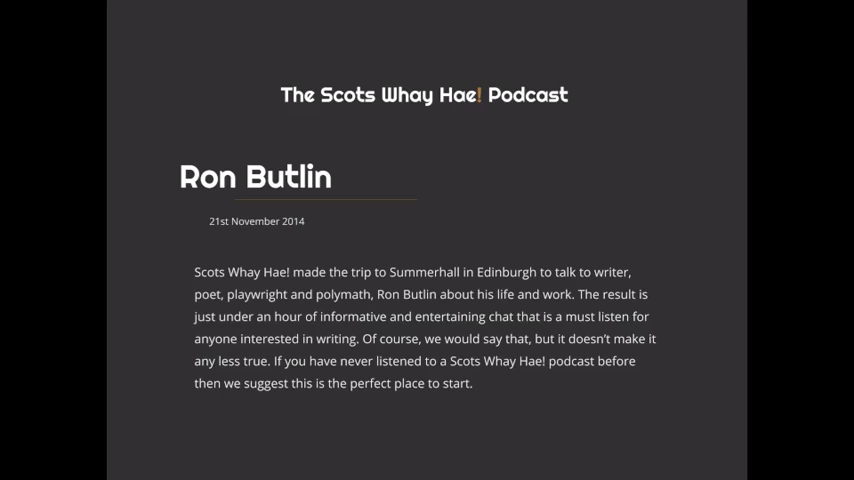 The Scots Whay Hae! Podcast
Ron Butlin
21st November 2014
Scots Whay Hae! made the trip to Summerhall in Edinburgh to talk to writer,
poet, playwright and polymath, Ron Butlin about his life and work. The result is
just under an hour of informative and entertaining chat that is a must listen for
anyone interested in writing. Of course, we would say that, but it doesn't make it
any less true. If you have never listened to a Scots Whay Hae! podcast before
then we suggest this is the perfect place to start.